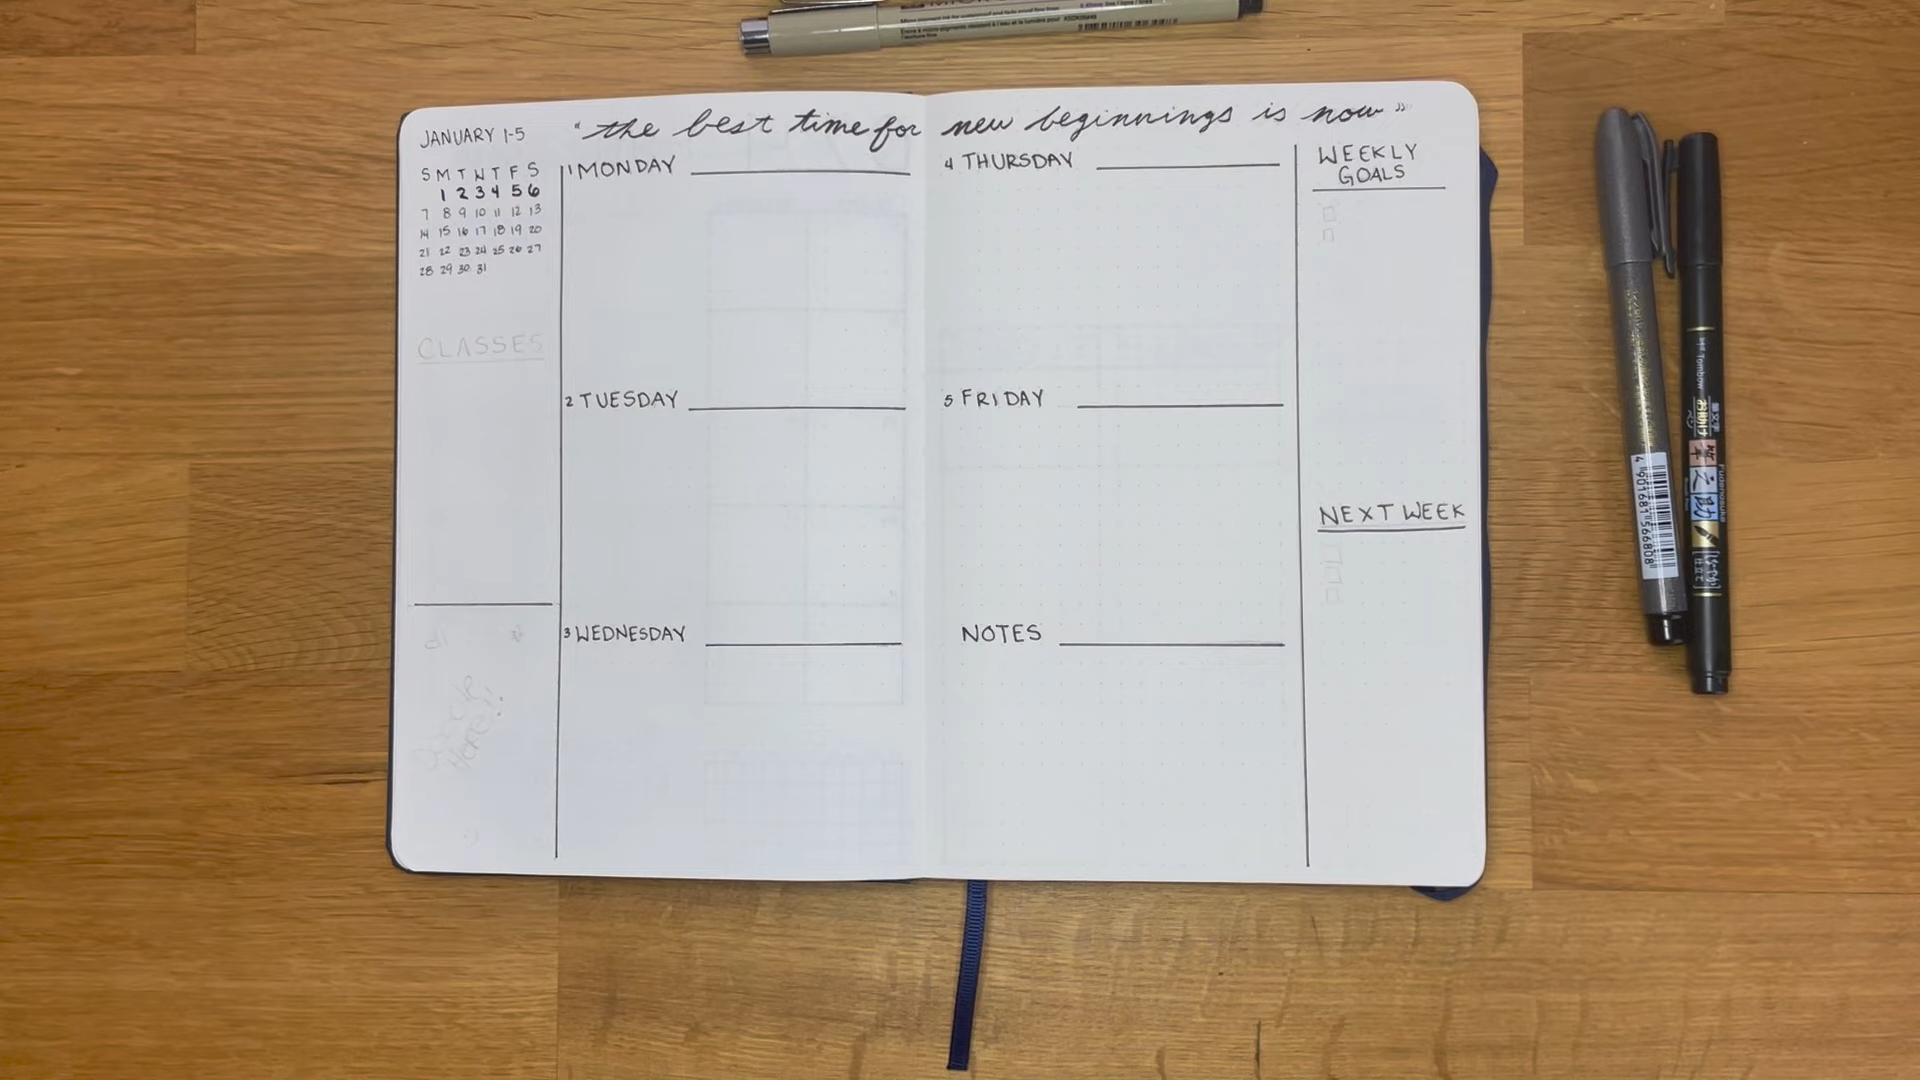 JANUARY 1-5
"the best time for new beginnings is now"
S M T W T F S
1 2 3 4 5 6
7 8 9 10 11 12 13
14 15 16 17 18 19 20
21 22 23 24 25 26 27
28 29 30 31
CLASSES
1 MONDAY
2 TUESDAY
3 WEDNESDAY
4 THURSDAY
5 FRIDAY
NOTES
WEEKLY
GOALS
NEXT WEEK
Tombow
4 901681 566808